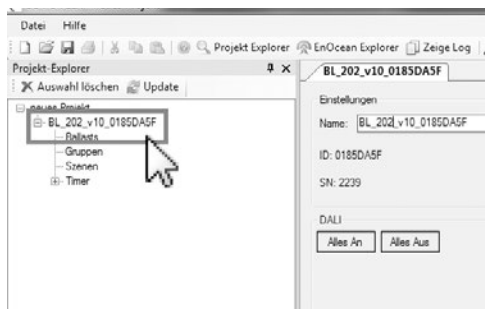 Datei Hilfe
Projekt Explorer EnOcean Explorer Zeige Log
Projekt-Explorer
Auswahl löschen Update
neues Projekt
BL_202_v10_0185DA5F
Ballasts
Gruppen
Szenen
Timer
BL_202_v10_0185DA5F
Einstellungen
Name: BL_202_v10_0185DA5F
ID: 0185DA5F
SN: 2239
DALI
Alles An Alles Aus